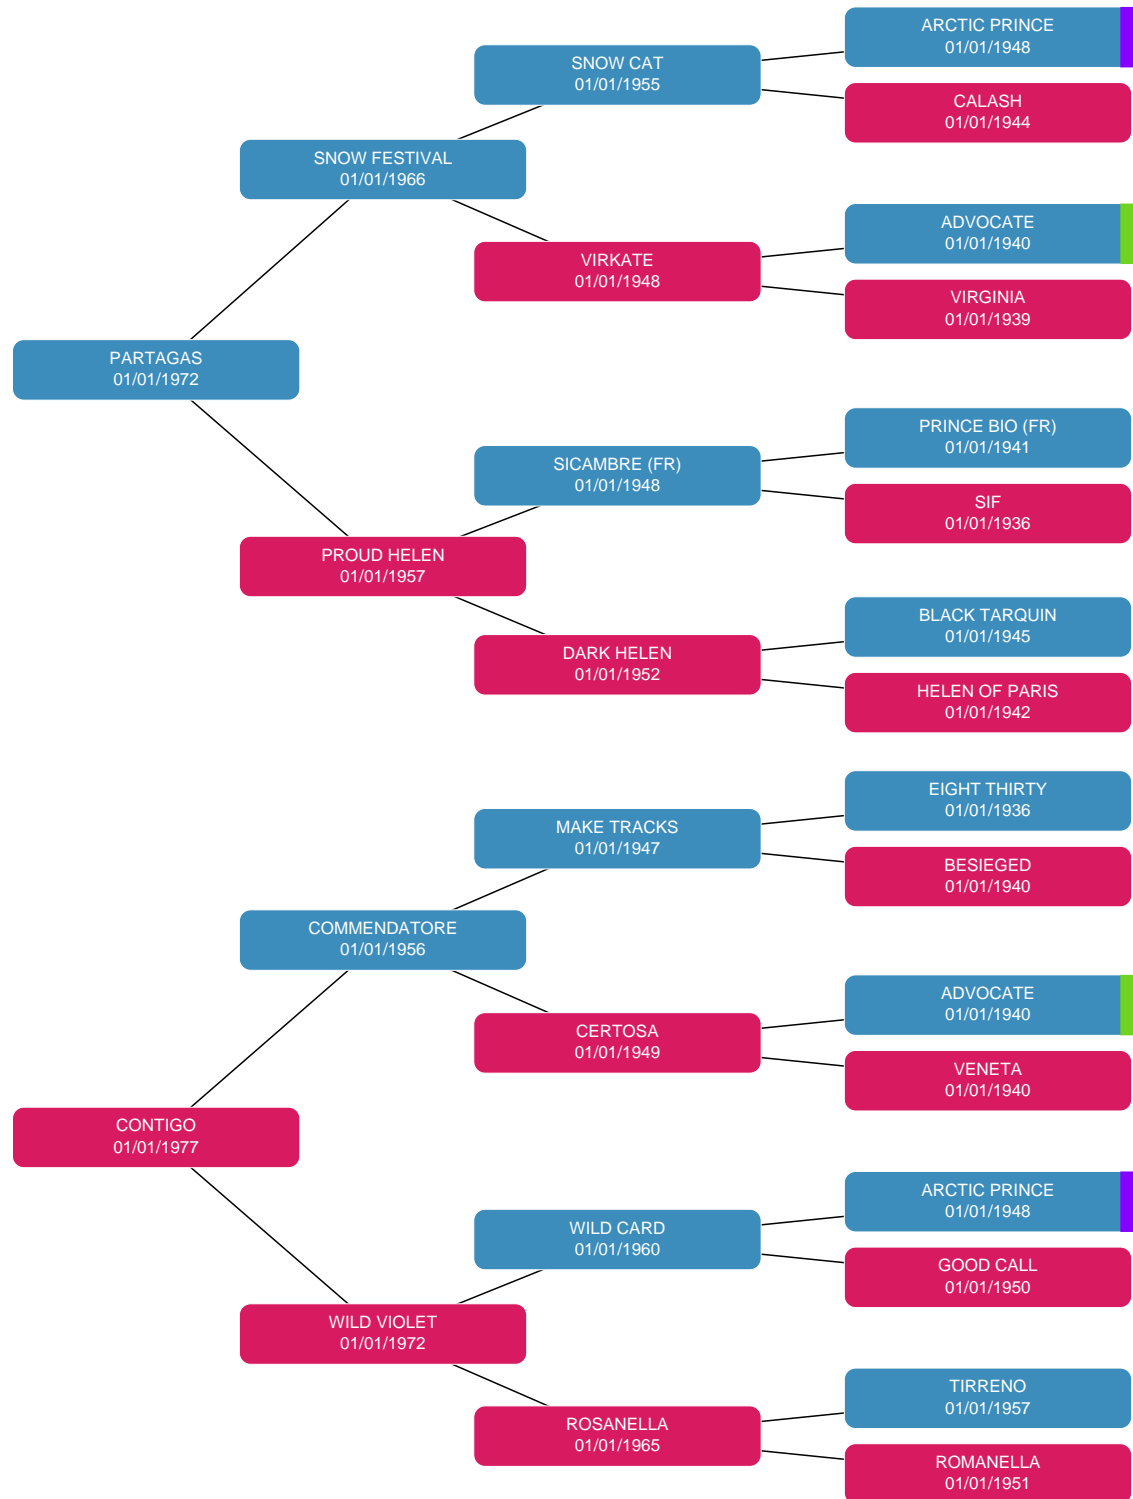 ARCTIC PRINCE
01/01/1948
SNOW CAT
01/01/1955
CALASH
01/01/1944
SNOW FESTIVAL
01/01/1966
ADVOCATE
01/01/1940
VIRKATE
01/01/1948
VIRGINIA
01/01/1939
PARTAGAS
01/01/1972
PRINCE BIO (FR)
01/01/1941
SICAMBRE (FR)
01/01/1948
SIF
01/01/1936
PROUD HELEN
01/01/1957
BLACK TARQUIN
01/01/1945
DARK HELEN
01/01/1952
HELEN OF PARIS
01/01/1942
EIGHT THIRTY
01/01/1936
MAKE TRACKS
01/01/1947
BESIEGED
01/01/1940
COMMENDATORE
01/01/1956
ADVOCATE
01/01/1940
CERTOSA
01/01/1949
VENETA
01/01/1940
CONTIGO
01/01/1977
ARCTIC PRINCE
01/01/1948
WILD CARD
01/01/1960
GOOD CALL
01/01/1950
WILD VIOLET
01/01/1972
TIRRENO
01/01/1957
ROSANELLA
01/01/1965
ROMANELLA
01/01/1951